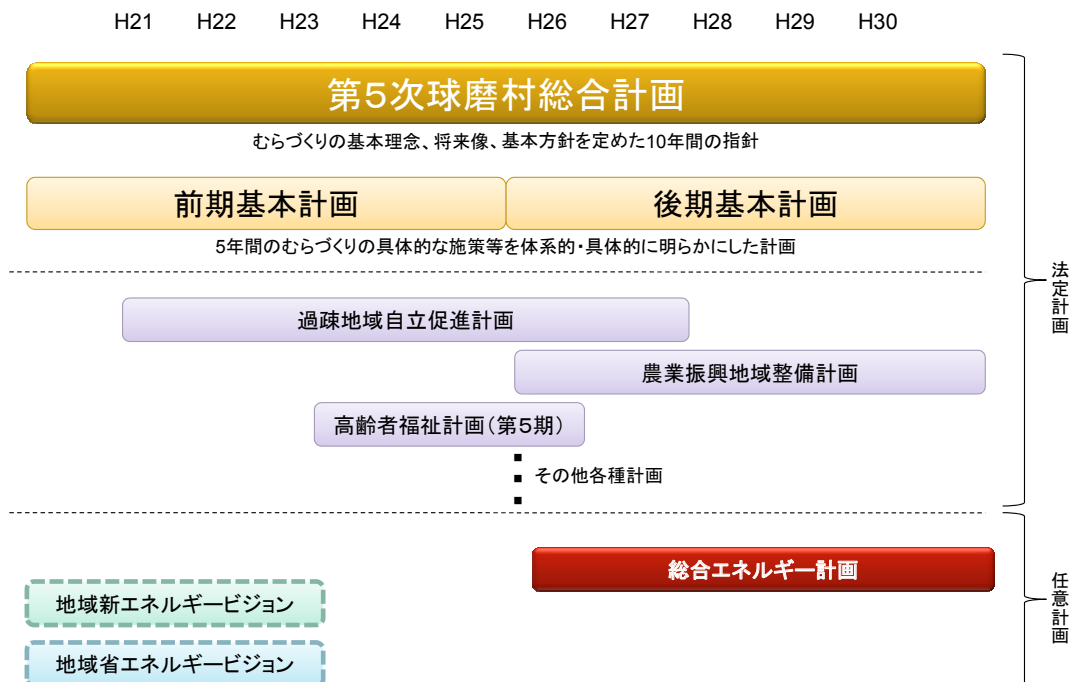 H21 H22 H23 H24 H25 H26 H27 H28 H29 H30
第5次球磨村総合計画
むらづくりの基本理念、将来像、基本方針を定めた10年間の指針
前期基本計画
後期基本計画
5年間のむらづくりの具体的な施策等を体系的・具体的に明らかにした計画
過疎地域自立促進計画
農業振興地域整備計画
高齢者福祉計画(第5期)
その他各種計画
法定計画
総合エネルギー計画
地域新エネルギービジョン
地域省エネルギービジョン
任意計画